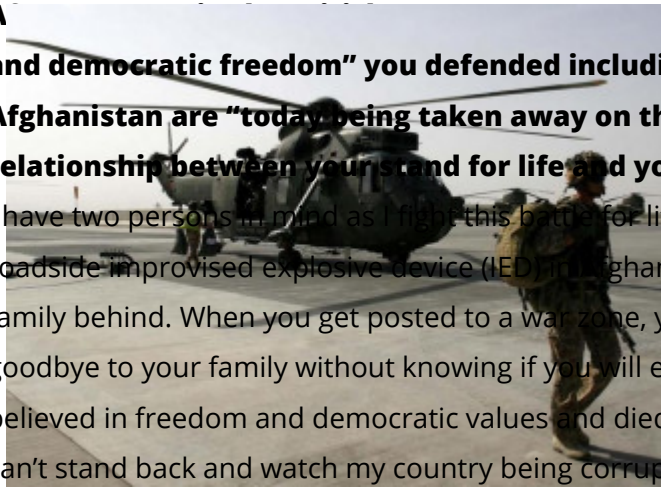 and democratic freedom” you defended includi
Afghanistan are “today being taken away on th
elationship between your stand for life and yo
have two persons in mind as I fight this battle for li
oadside improvised explosive device (IED) in Afghan
amily behind. When you get posted to a war zone, y
goodbye to your family without knowing if you will e
believed in freedom and democratic values and died
an’t stand back and watch my country being corrup